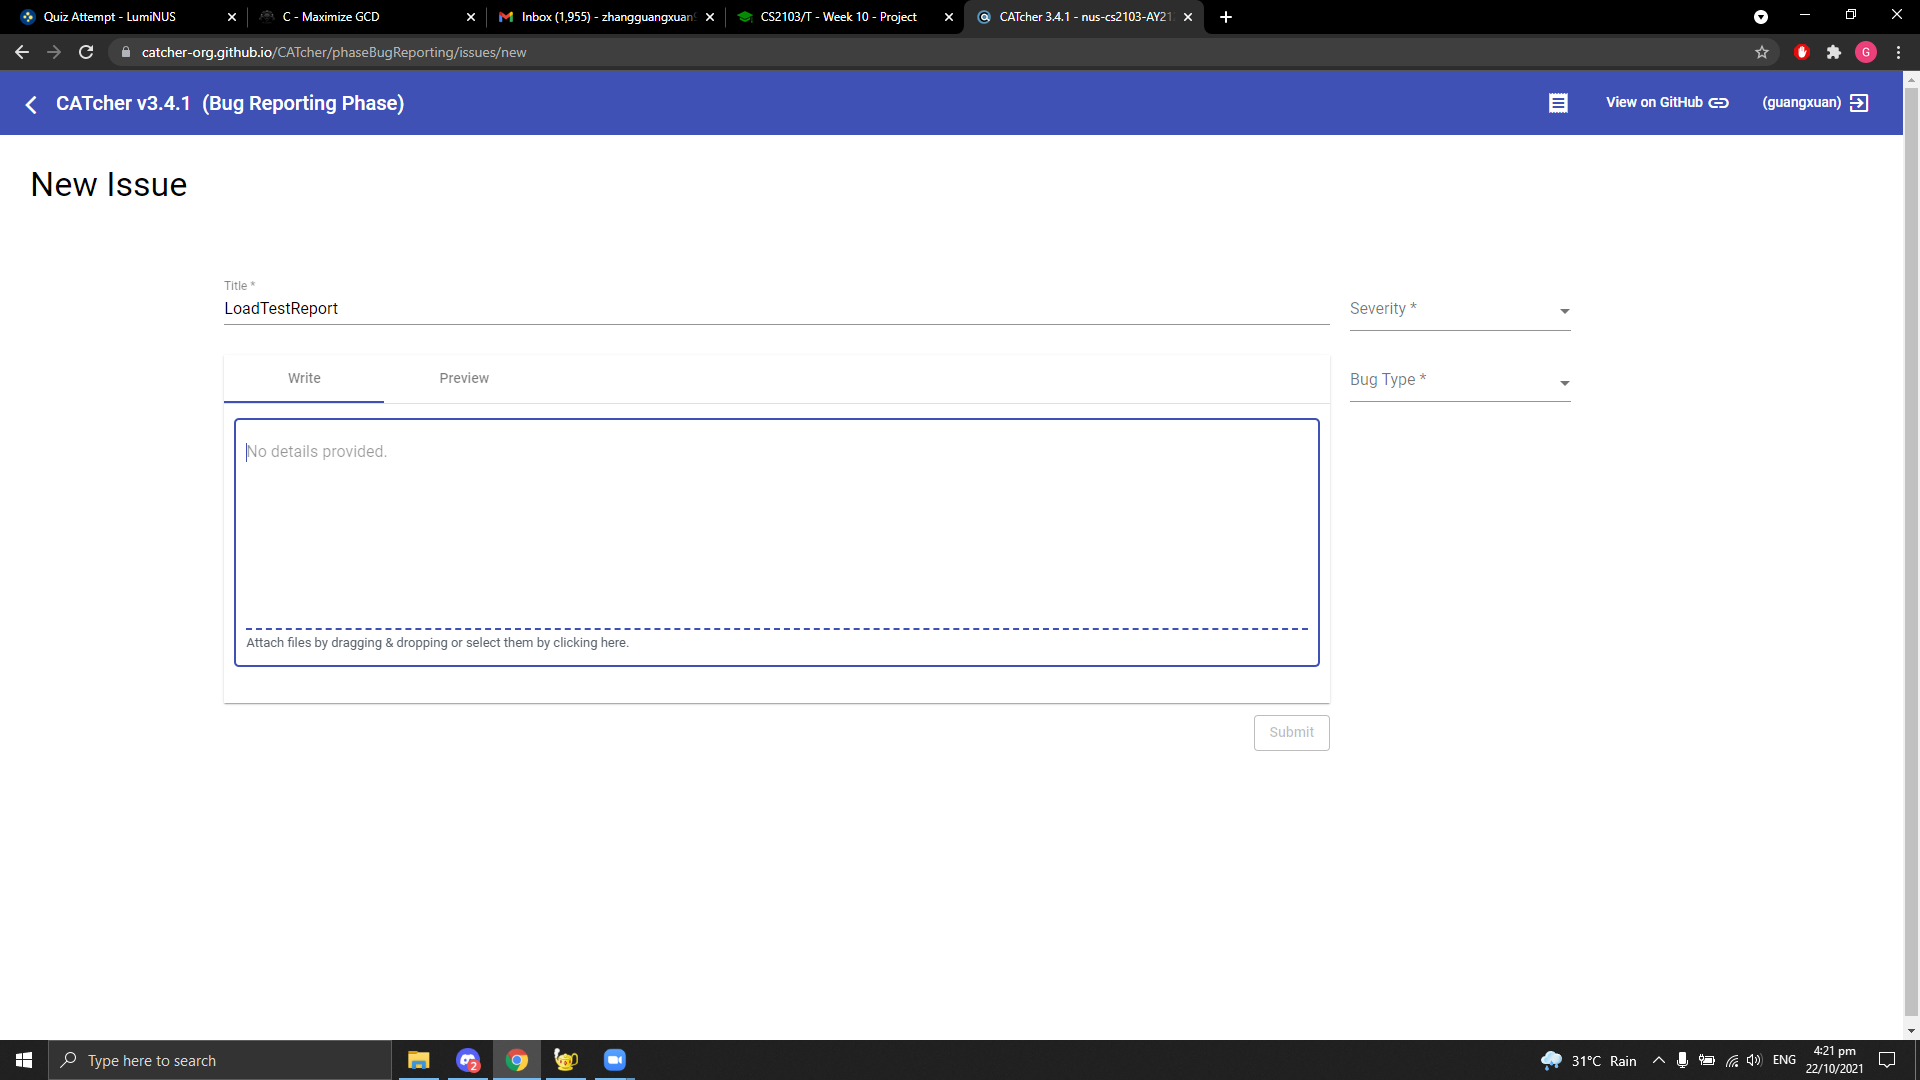 Quiz Attempt - LumiNUS
C - Maximize GCD
Inbox (1,955) - zhangguangxuan9
CS2103/T - Week 10 - Project
CATcher 3.4.1 - nus-cs2103-AY21
catcher-org.github.io/CATcher/phaseBugReporting/issues/new
G
CATcher v3.4.1 (Bug Reporting Phase)
View on GitHub
(guangxuan)
New Issue
Title *
LoadTestReport
Severity *
Write
Preview
Bug Type *
No details provided.
Attach files by dragging & dropping or select them by clicking here.
Submit
Type here to search
2
31°C Rain
ENG
4:21 pm
22/10/2021